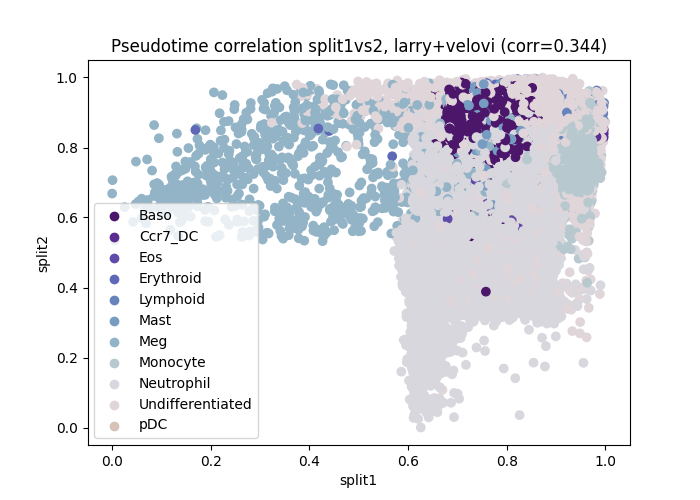 Pseudotime correlation split1vs2, larry+velovi (corr=0.344)
1.0
0.8
0.6
0.4
0.2
0.0
split2
Baso
Ccr7_DC
Eos
Erythroid
Lymphoid
Mast
Meg
Monocyte
Neutrophil
Undifferentiated
pDC
0.0 0.2 0.4 0.6 0.8 1.0
split1